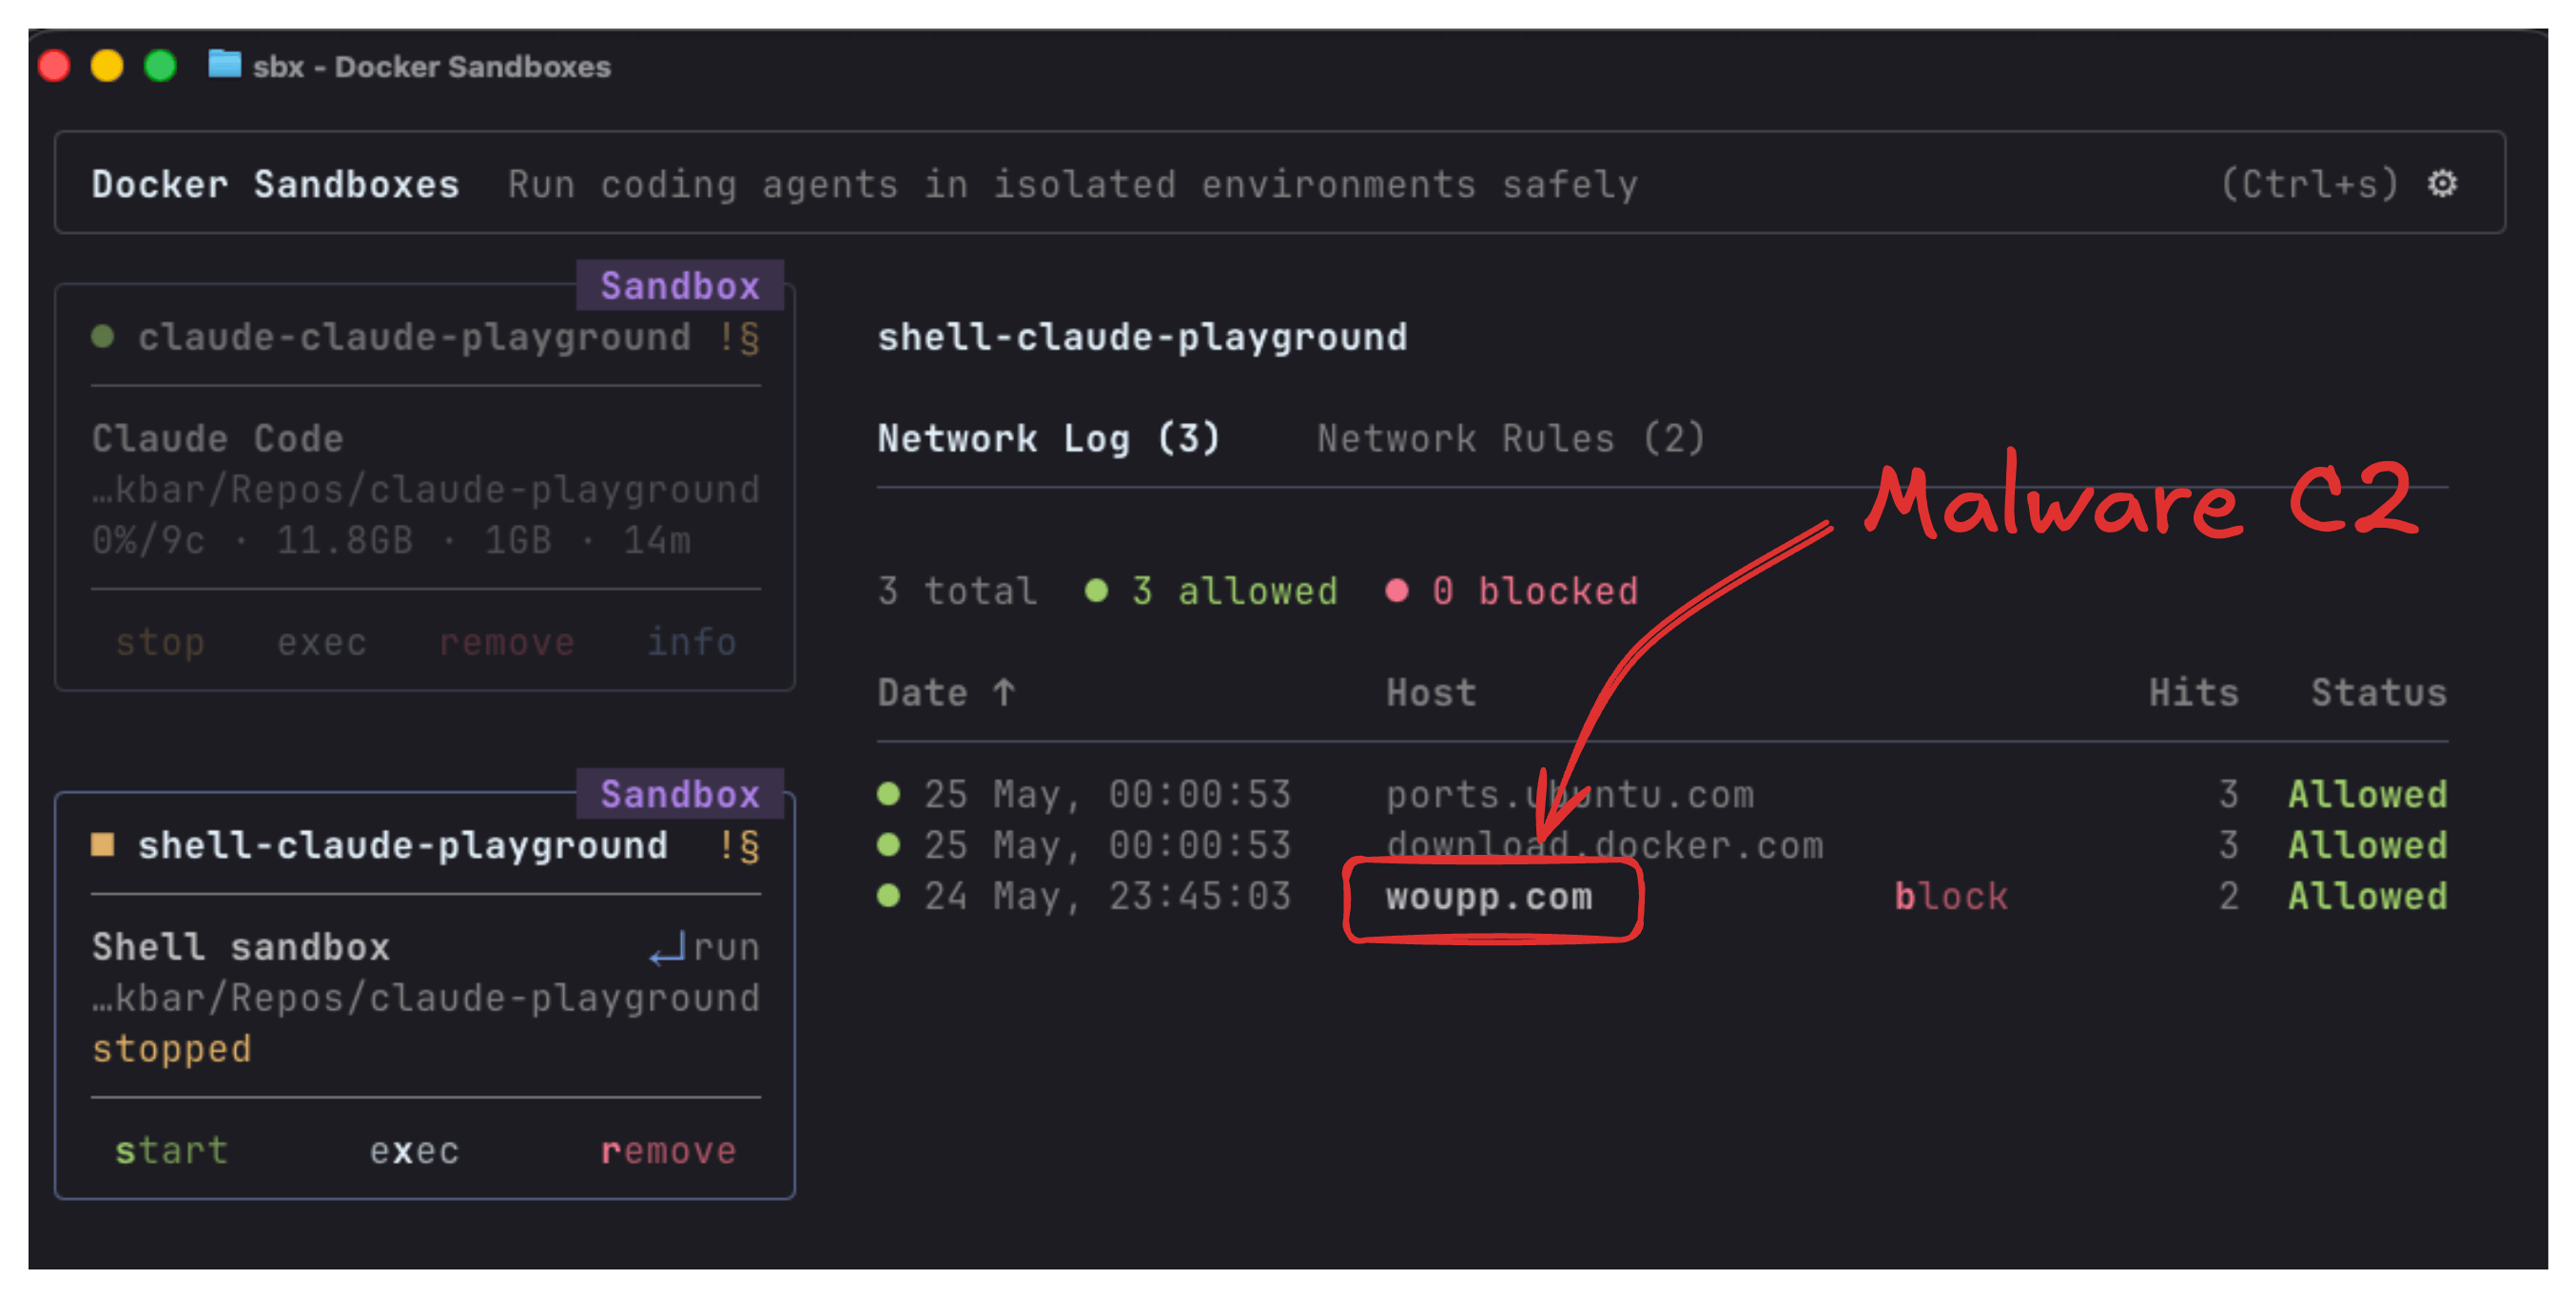 sbx - Docker Sandboxes
Docker Sandboxes Run coding agents in isolated environments safely (Ctrl+s) ⚙
Sandbox
claude-claude-playground !§
Claude Code
…kbar/Repos/claude-playground
0%/9c · 11.8GB · 1GB · 14m
stop exec remove info
Sandbox
shell-claude-playground !§
Shell sandbox ↵run
…kbar/Repos/claude-playground
stopped
start exec remove
shell-claude-playground
Network Log (3) Network Rules (2)
Malware C2
3 total ● 3 allowed ● 0 blocked
Date ↑ Host Hits Status
25 May, 00:00:53 ports.ubuntu.com 3 Allowed
25 May, 00:00:53 download.docker.com 3 Allowed
24 May, 23:45:03 woupp.com block 2 Allowed